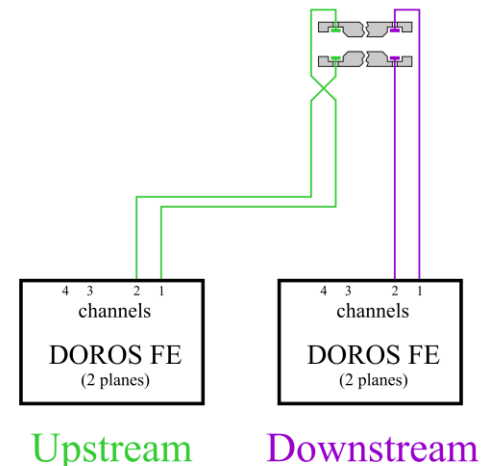 4 3 2 1
channels
DOROS FE
(2 planes)
Upstream
4 3 2 1
channels
DOROS FE
(2 planes)
Downstream